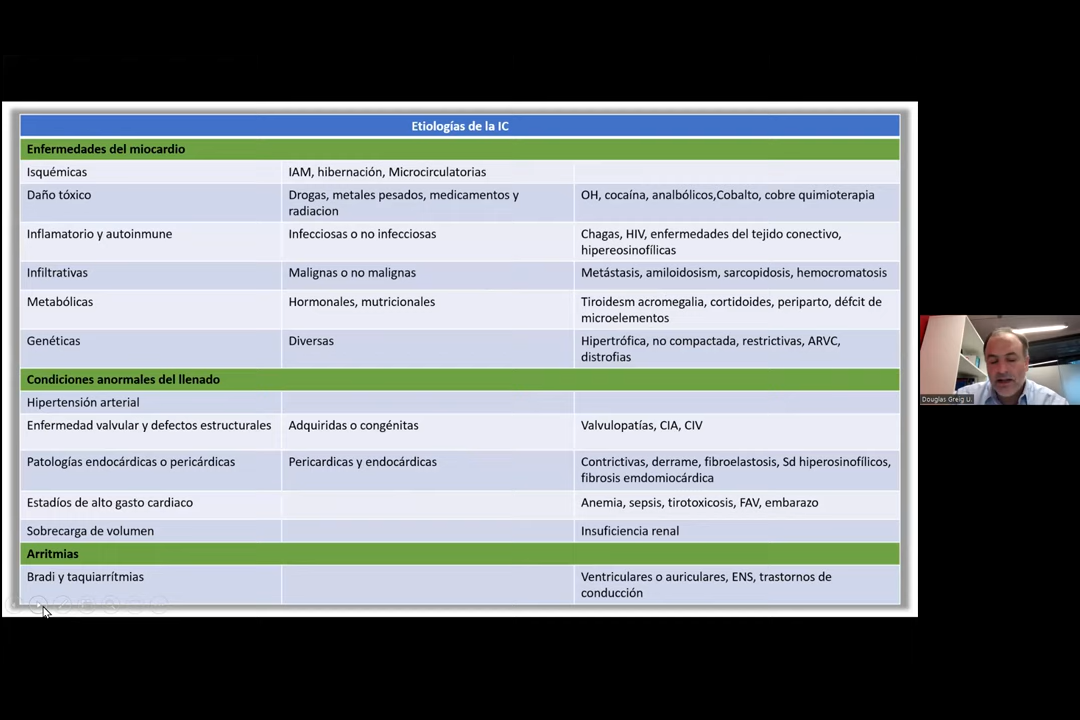 Etiologías de la IC
Enfermedades del miocardio
Isquémicas
IAM, hibernación, Microcirculatorias
Daño tóxico
Drogas, metales pesados, medicamentos y
radiacion
OH, cocaína, analbólicos,Cobalto, cobre quimioterapia
Inflamatorio y autoinmune
Infecciosas o no infecciosas
Chagas, HIV, enfermedades del tejido conectivo,
hipereosinofílicas
Infiltrativas
Malignas o no malignas
Metástasis, amiloidosism, sarcopidosis, hemocromatosis
Metabólicas
Hormonales, mutricionales
Tiroidesm acromegalia, cortidoides, periparto, défcit de
microelementos
Genéticas
Diversas
Hipertrófica, no compactada, restrictivas, ARVC,
distrofias
Condiciones anormales del llenado
Hipertensión arterial
Enfermedad valvular y defectos estructurales
Adquiridas o congénitas
Valvulopatías, CIA, CIV
Patologías endocárdicas o pericárdicas
Pericardicas y endocárdicas
Contrictivas, derrame, fibroelastosis, Sd hiperosinofílicos,
fibrosis emdomiocárdica
Estadíos de alto gasto cardiaco
Anemia, sepsis, tirotoxicosis, FAV, embarazo
Sobrecarga de volumen
Insuficiencia renal
Arritmias
Bradi y taquiarrítmias
Ventriculares o auriculares, ENS, trastornos de
conducción
Douglas Greig U.